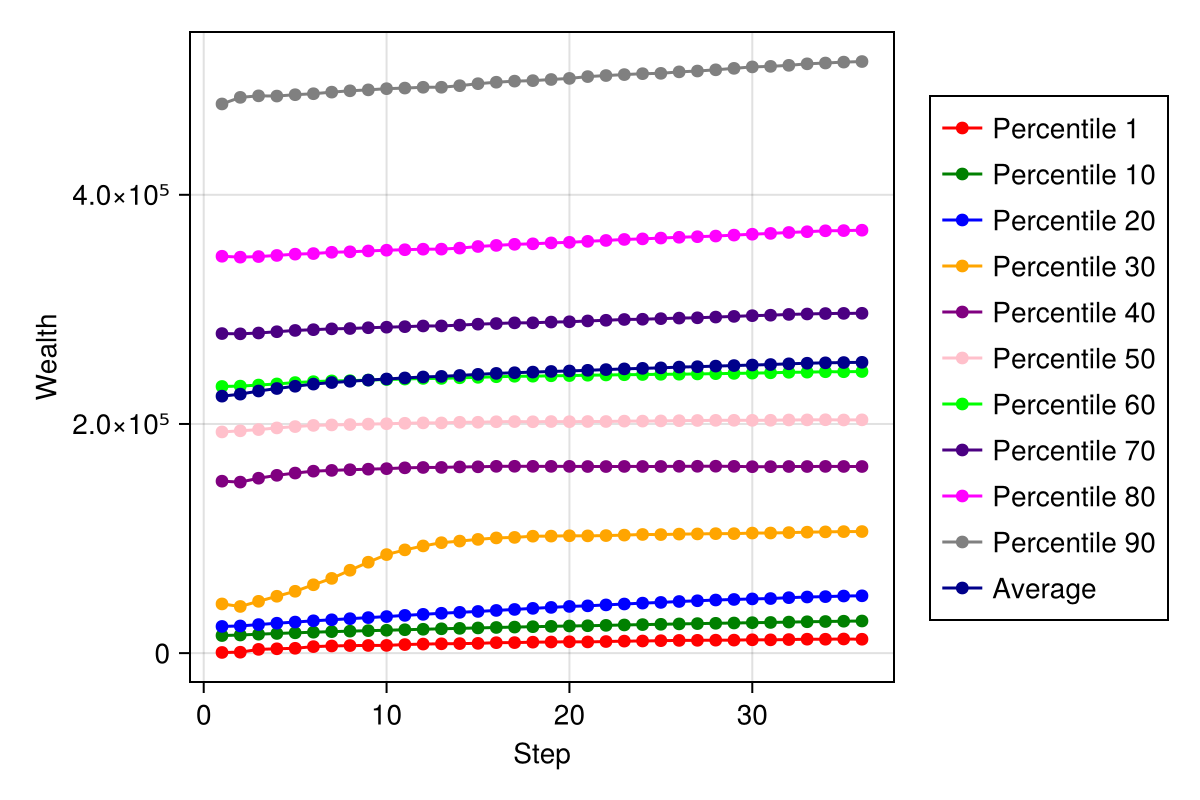 Wealth
4.0×10⁵
2.0×10⁵
0
0 10 20 30
Step
Percentile 1
Percentile 10
Percentile 20
Percentile 30
Percentile 40
Percentile 50
Percentile 60
Percentile 70
Percentile 80
Percentile 90
Average